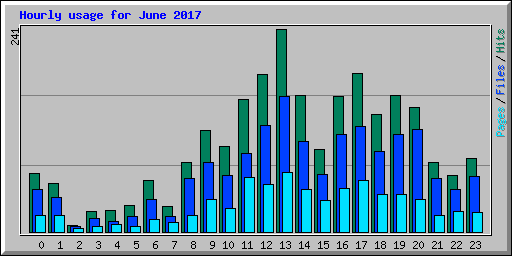 Hourly usage for June 2017
241
Pages / Files / Hits
0 1 2 3 4 5 6 7 8 9 10 11 12 13 14 15 16 17 18 19 20 21 22 23